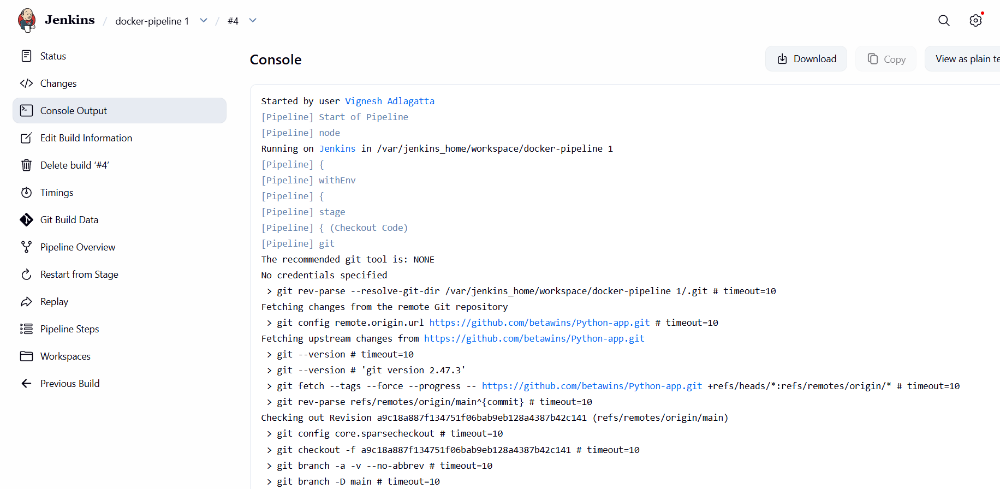 Jenkins / docker-pipeline 1 / #4
Status
Changes
Console Output
Edit Build Information
Delete build ‘#4’
Timings
Git Build Data
Pipeline Overview
Restart from Stage
Replay
Pipeline Steps
Workspaces
Previous Build
Console
Download
Copy
View as plain te
Started by user Vignesh Adlagatta
[Pipeline] Start of Pipeline
[Pipeline] node
Running on Jenkins in /var/jenkins_home/workspace/docker-pipeline 1
[Pipeline] {
[Pipeline] withEnv
[Pipeline] {
[Pipeline] stage
[Pipeline] { (Checkout Code)
[Pipeline] git
The recommended git tool is: NONE
No credentials specified
> git rev-parse --resolve-git-dir /var/jenkins_home/workspace/docker-pipeline 1/.git # timeout=10
Fetching changes from the remote Git repository
> git config remote.origin.url https://github.com/betawins/Python-app.git # timeout=10
Fetching upstream changes from https://github.com/betawins/Python-app.git
> git --version # timeout=10
> git --version # 'git version 2.47.3'
> git fetch --tags --force --progress -- https://github.com/betawins/Python-app.git +refs/heads/*:refs/remotes/origin/* # timeout=10
> git rev-parse refs/remotes/origin/main^{commit} # timeout=10
Checking out Revision a9c18a887f134751f06bab9eb128a4387b42c141 (refs/remotes/origin/main)
> git config core.sparsecheckout # timeout=10
> git checkout -f a9c18a887f134751f06bab9eb128a4387b42c141 # timeout=10
> git branch -a -v --no-abbrev # timeout=10
> git branch -D main # timeout=10